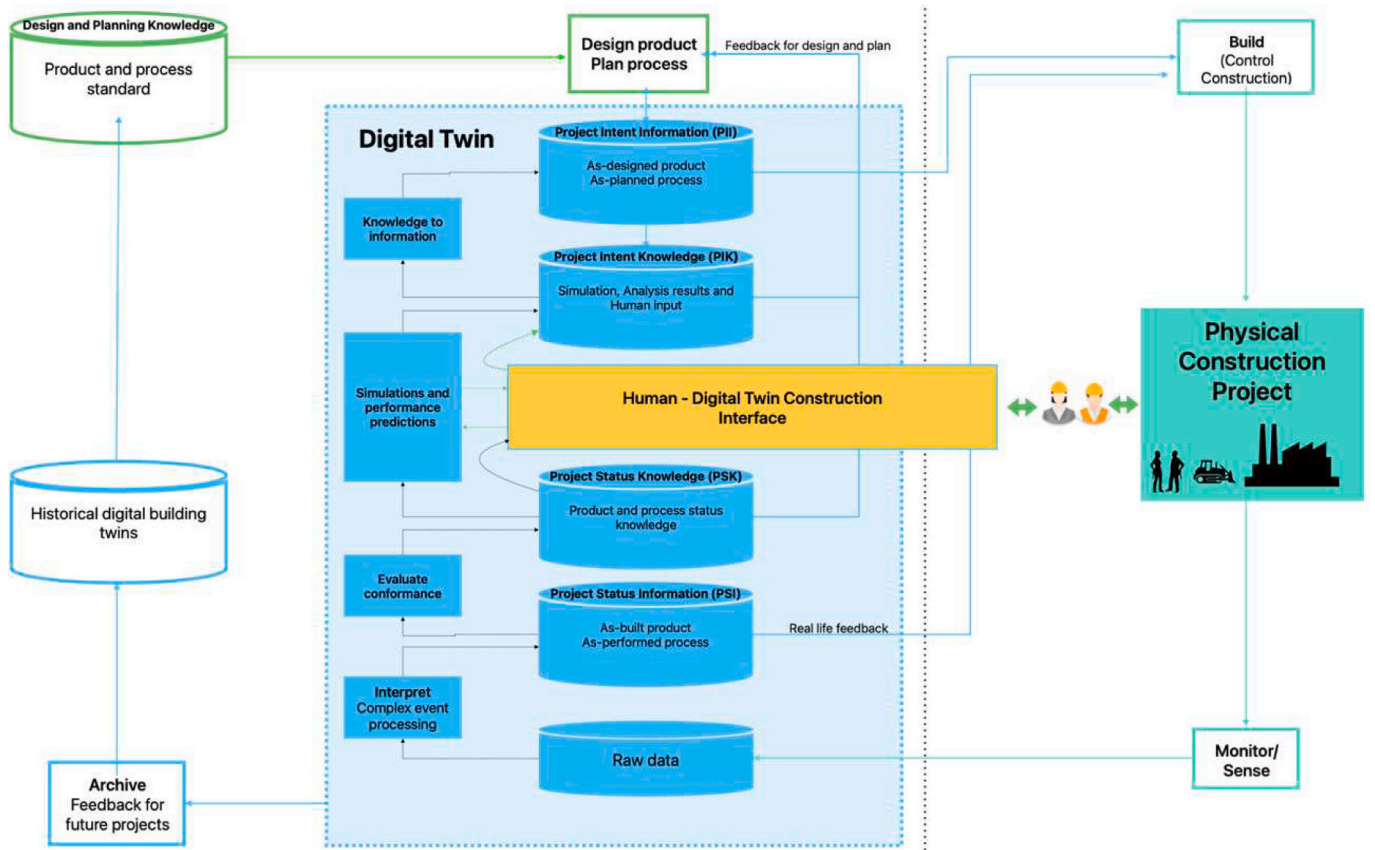 Design and Planning Knowledge
Product and process
standard
Design product
Plan process
Feedback for design and plan
Build
(Control
Construction)
Digital Twin
Project Intent Information (PII)
As-designed product
As-planned process
Knowledge to
information
Project Intent Knowledge (PIK)
Simulation, Analysis results and
Human input
Simulations and
performance
predictions
Human - Digital Twin Construction
Interface
Physical
Construction
Project
Project Status Knowledge (PSK)
Product and process status
knowledge
Historical digital building
twins
Evaluate
conformance
Project Status Information (PSI)
As-built product
As-performed process
Real life feedback
Interpret
Complex event
processing
Raw data
Monitor/
Sense
Archive
Feedback for
future projects